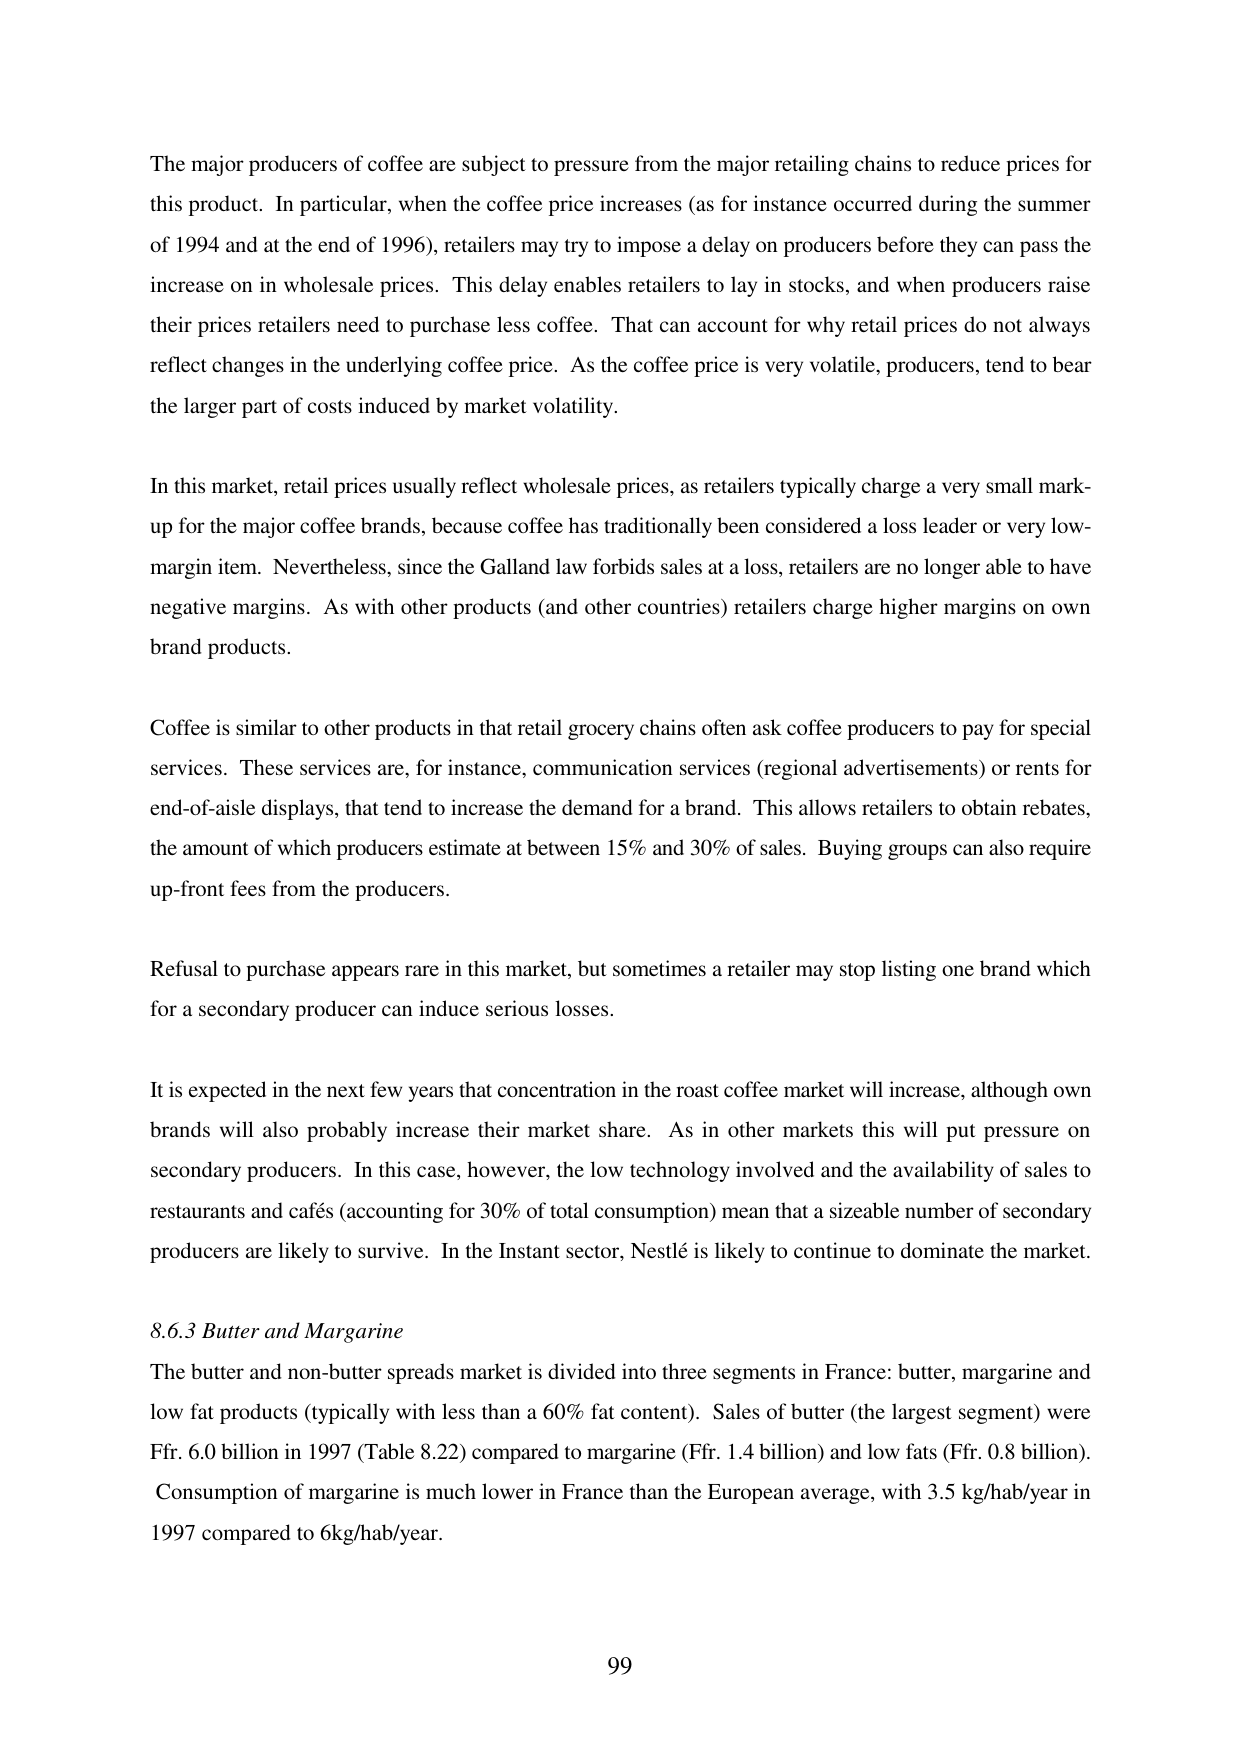 The major producers of coffee are subject to pressure from the major retailing chains to reduce prices for
this product.  In particular, when the coffee price increases (as for instance occurred during the summer
of 1994 and at the end of 1996), retailers may try to impose a delay on producers before they can pass the
increase on in wholesale prices.  This delay enables retailers to lay in stocks, and when producers raise
their prices retailers need to purchase less coffee.  That can account for why retail prices do not always
reflect changes in the underlying coffee price.  As the coffee price is very volatile, producers, tend to bear
the larger part of costs induced by market volatility.
In this market, retail prices usually reflect wholesale prices, as retailers typically charge a very small mark-
up for the major coffee brands, because coffee has traditionally been considered a loss leader or very low-
margin item.  Nevertheless, since the Galland law forbids sales at a loss, retailers are no longer able to have
negative margins.  As with other products (and other countries) retailers charge higher margins on own
brand products.
Coffee is similar to other products in that retail grocery chains often ask coffee producers to pay for special
services.  These services are, for instance, communication services (regional advertisements) or rents for
end-of-aisle displays, that tend to increase the demand for a brand.  This allows retailers to obtain rebates,
the amount of which producers estimate at between 15% and 30% of sales.  Buying groups can also require
up-front fees from the producers.
Refusal to purchase appears rare in this market, but sometimes a retailer may stop listing one brand which
for a secondary producer can induce serious losses.
It is expected in the next few years that concentration in the roast coffee market will increase, although own
brands will also probably increase their market share.  As in other markets this will put pressure on
secondary producers.  In this case, however, the low technology involved and the availability of sales to
restaurants and cafés (accounting for 30% of total consumption) mean that a sizeable number of secondary
producers are likely to survive.  In the Instant sector, Nestlé is likely to continue to dominate the market.
8.6.3 Butter and Margarine
The butter and non-butter spreads market is divided into three segments in France: butter, margarine and
low fat products (typically with less than a 60% fat content).  Sales of butter (the largest segment) were
Ffr. 6.0 billion in 1997 (Table 8.22) compared to margarine (Ffr. 1.4 billion) and low fats (Ffr. 0.8 billion).
Consumption of margarine is much lower in France than the European average, with 3.5 kg/hab/year in
1997 compared to 6kg/hab/year.
99